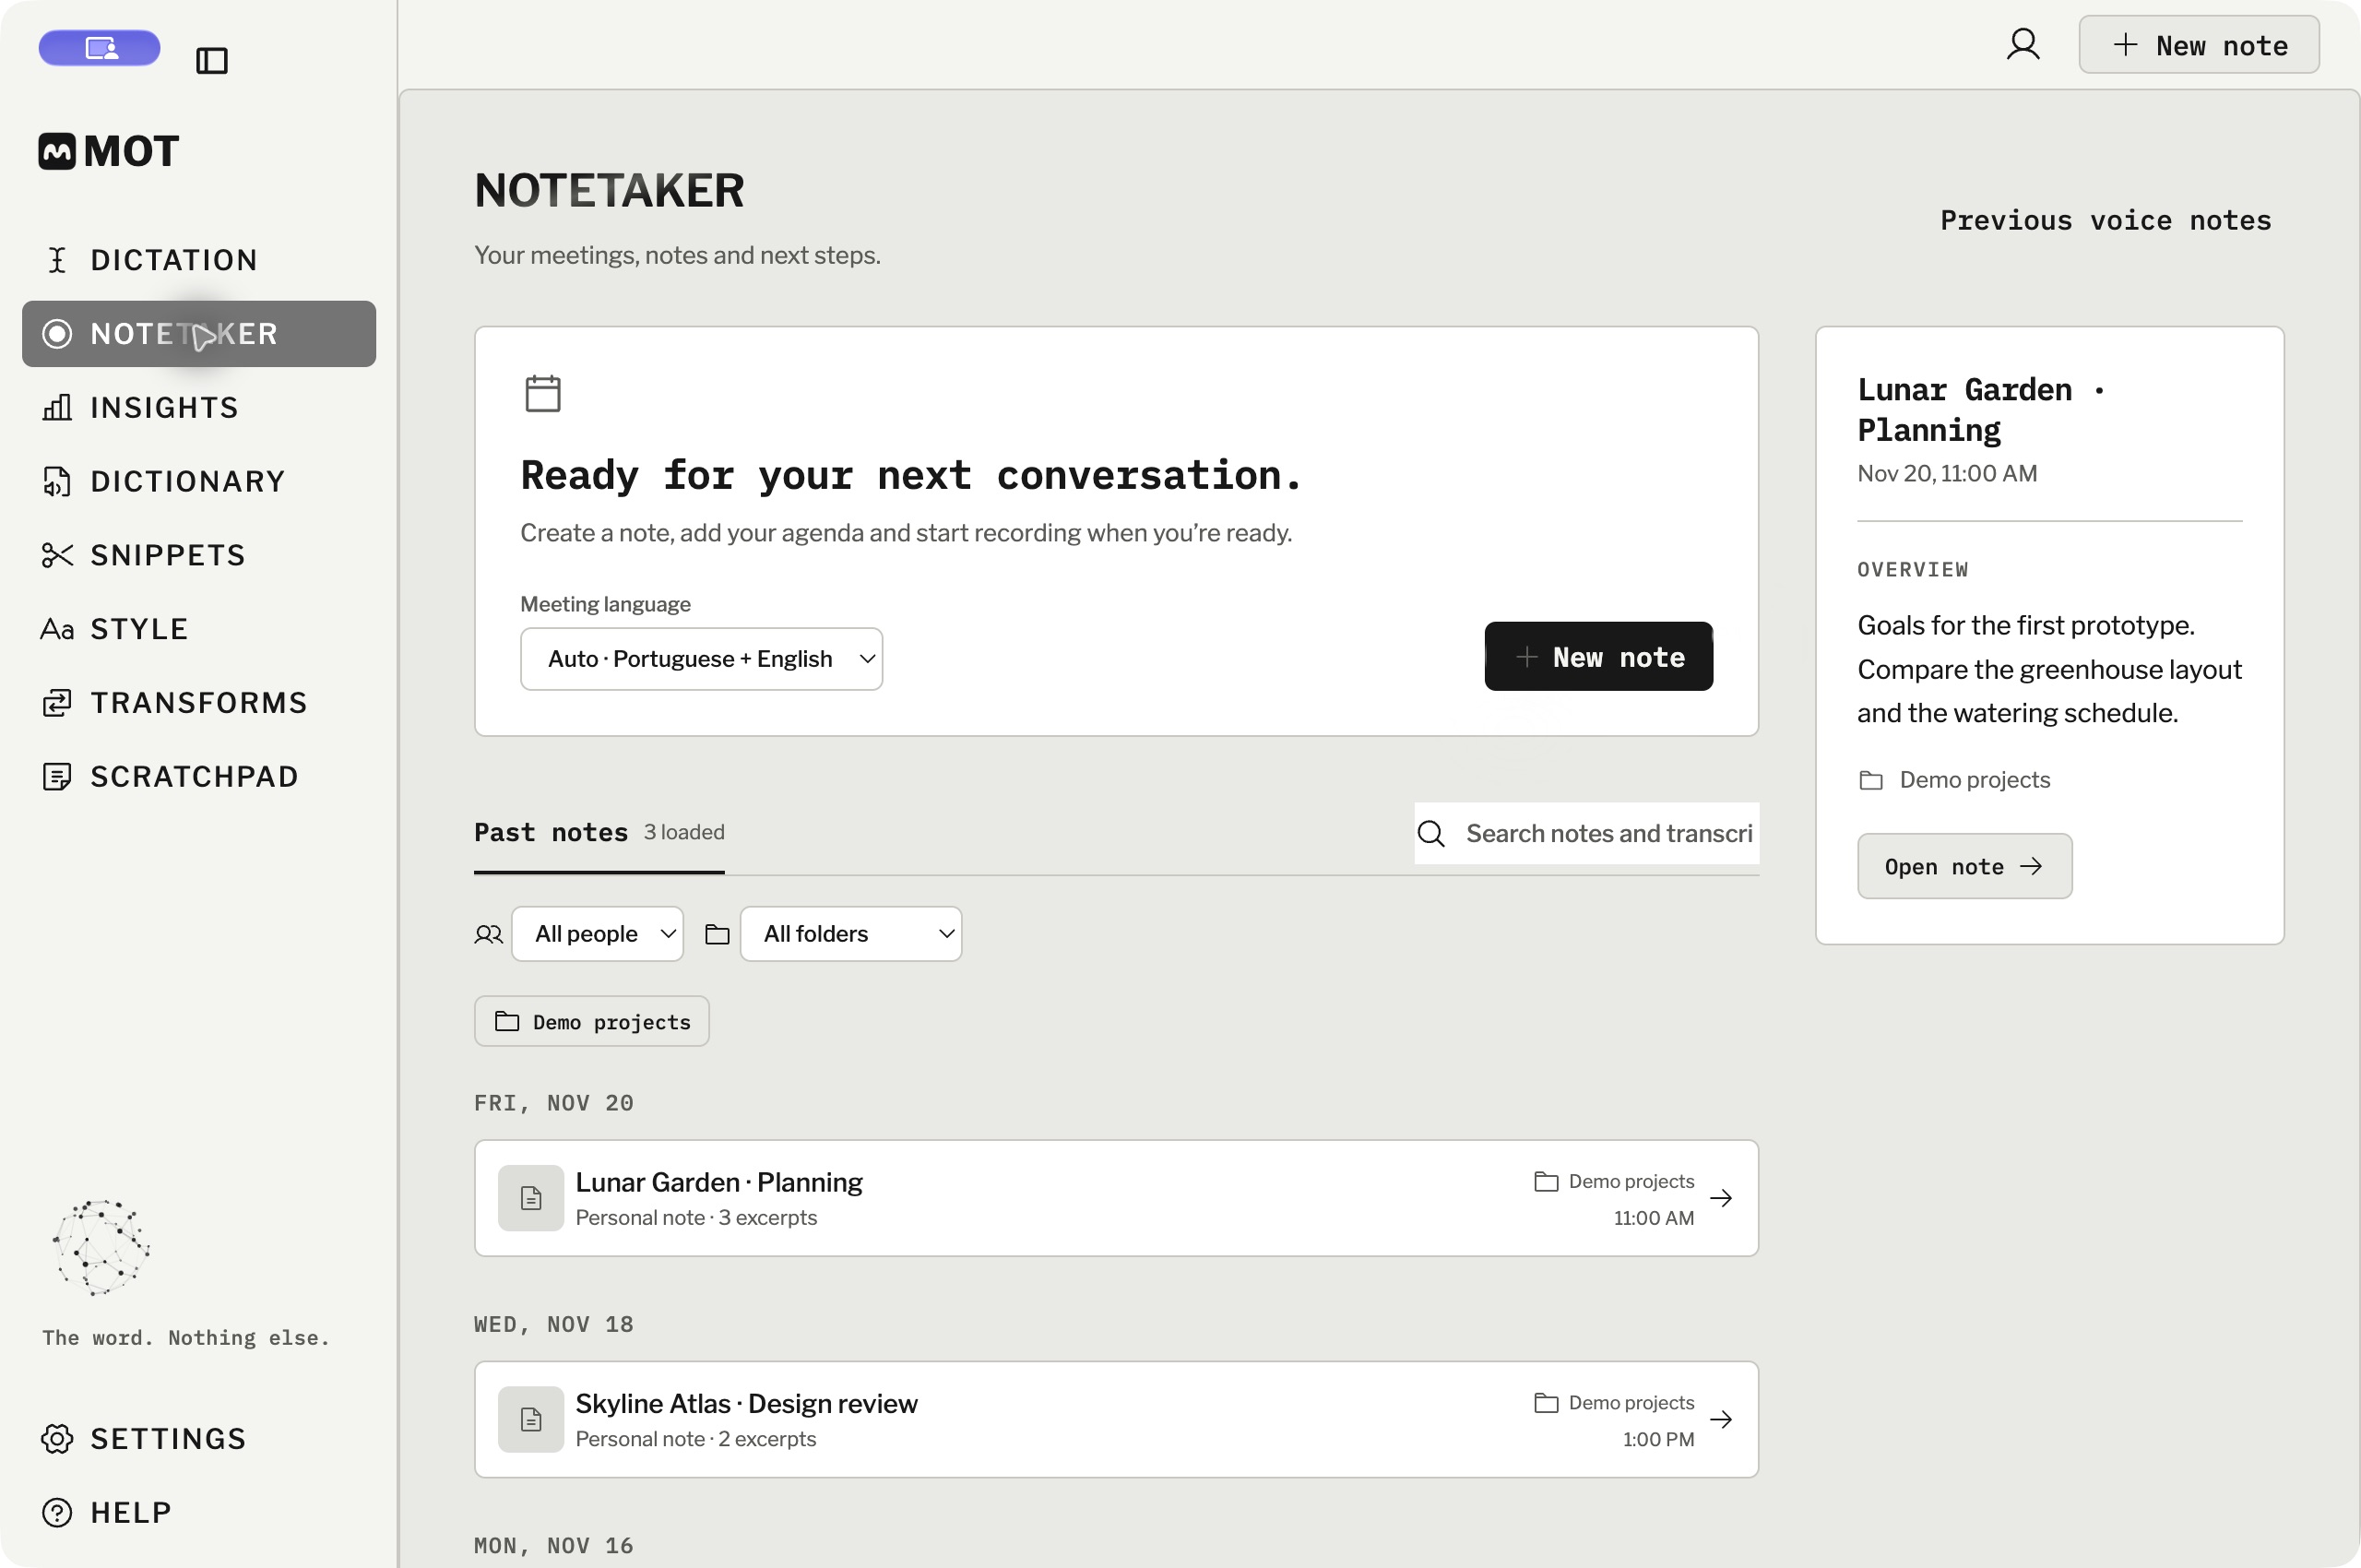 New note
MOT
DICTATION
NOTETAKER
INSIGHTS
DICTIONARY
SNIPPETS
Aa STYLE
TRANSFORMS
SCRATCHPAD
The word. Nothing else.
SETTINGS
HELP
NOTETAKER
Your meetings, notes and next steps.
Previous voice notes
Ready for your next conversation.
Create a note, add your agenda and start recording when you’re ready.
Meeting language
Auto · Portuguese + English
New note
Past notes 3 loaded
Search notes and transcri
All people
All folders
Demo projects
FRI, NOV 20
Lunar Garden · Planning
Personal note · 3 excerpts
Demo projects
11:00 AM
WED, NOV 18
Skyline Atlas · Design review
Personal note · 2 excerpts
Demo projects
1:00 PM
MON, NOV 16
Lunar Garden ·
Planning
Nov 20, 11:00 AM
OVERVIEW
Goals for the first prototype.
Compare the greenhouse layout
and the watering schedule.
Demo projects
Open note